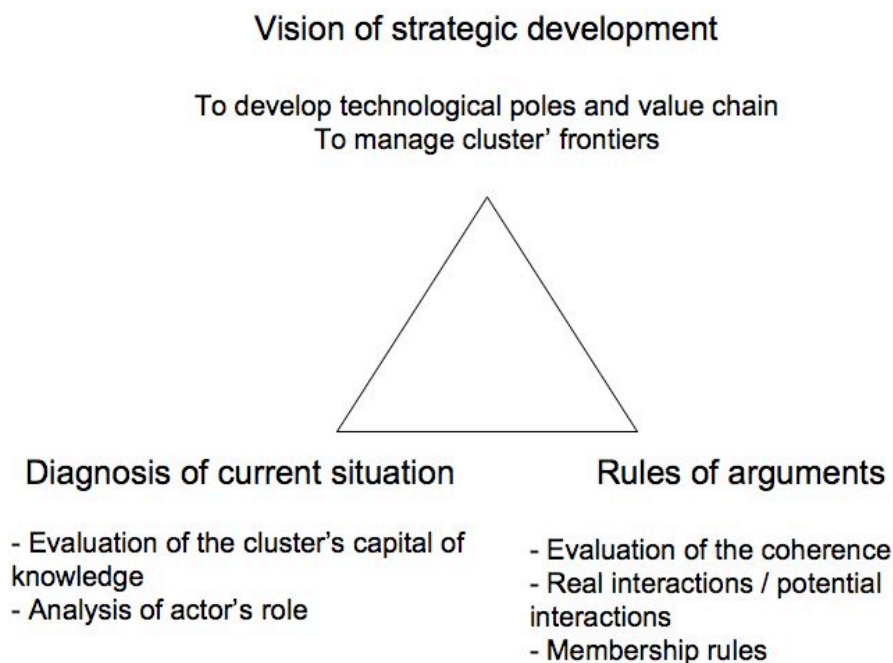 Vision of strategic development
To develop technological poles and value chain
To manage cluster’ frontiers
Diagnosis of current situation
- Evaluation of the cluster’s capital of
knowledge
- Analysis of actor’s role
Rules of arguments
- Evaluation of the coherence
- Real interactions / potential
interactions
- Membership rules